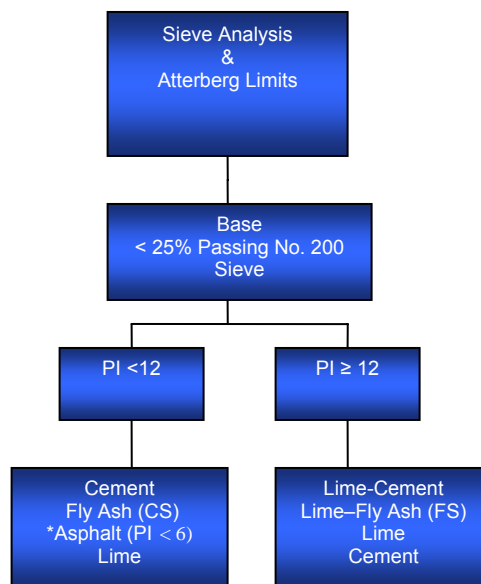 Sieve Analysis
&
Atterberg Limits
Base
< 25% Passing No. 200
Sieve
PI <12
PI ≥ 12
Cement
Fly Ash (CS)
*Asphalt (PI < 6)
Lime
Lime-Cement
Lime–Fly Ash (FS)
Lime
Cement